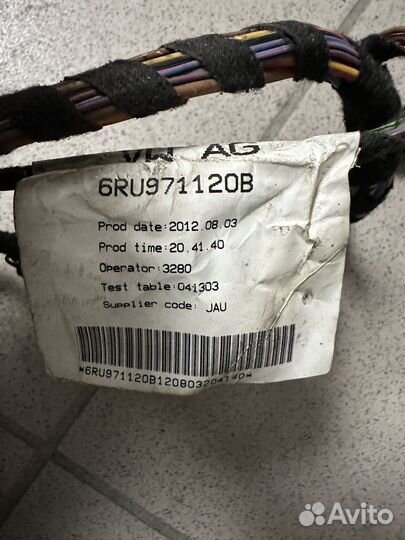 VW AG
6RU971120B
Prod date:2012.08.03
Prod time:20.41.40
Operator:3280
Test table:041303
Supplier code: JAU
*6RU971120B120803204140*
Avito